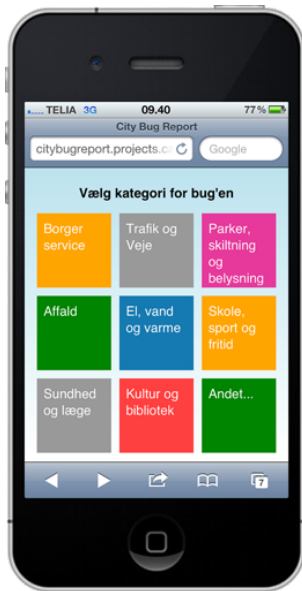 TELIA 3G 09.40 77%
City Bug Report
citybugreport.projects.ca Google
Vælg kategori for bug'en
Borger
service
Trafik og
Veje
Parker,
skiltning
og
belysning
Affald
El, vand
og varme
Skole,
sport og
fritid
Sundhed
og læge
Kultur og
bibliotek
Andet...
7